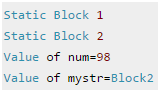 Static Block 1
Static Block 2
Value of num=98
Value of mystr=Block2